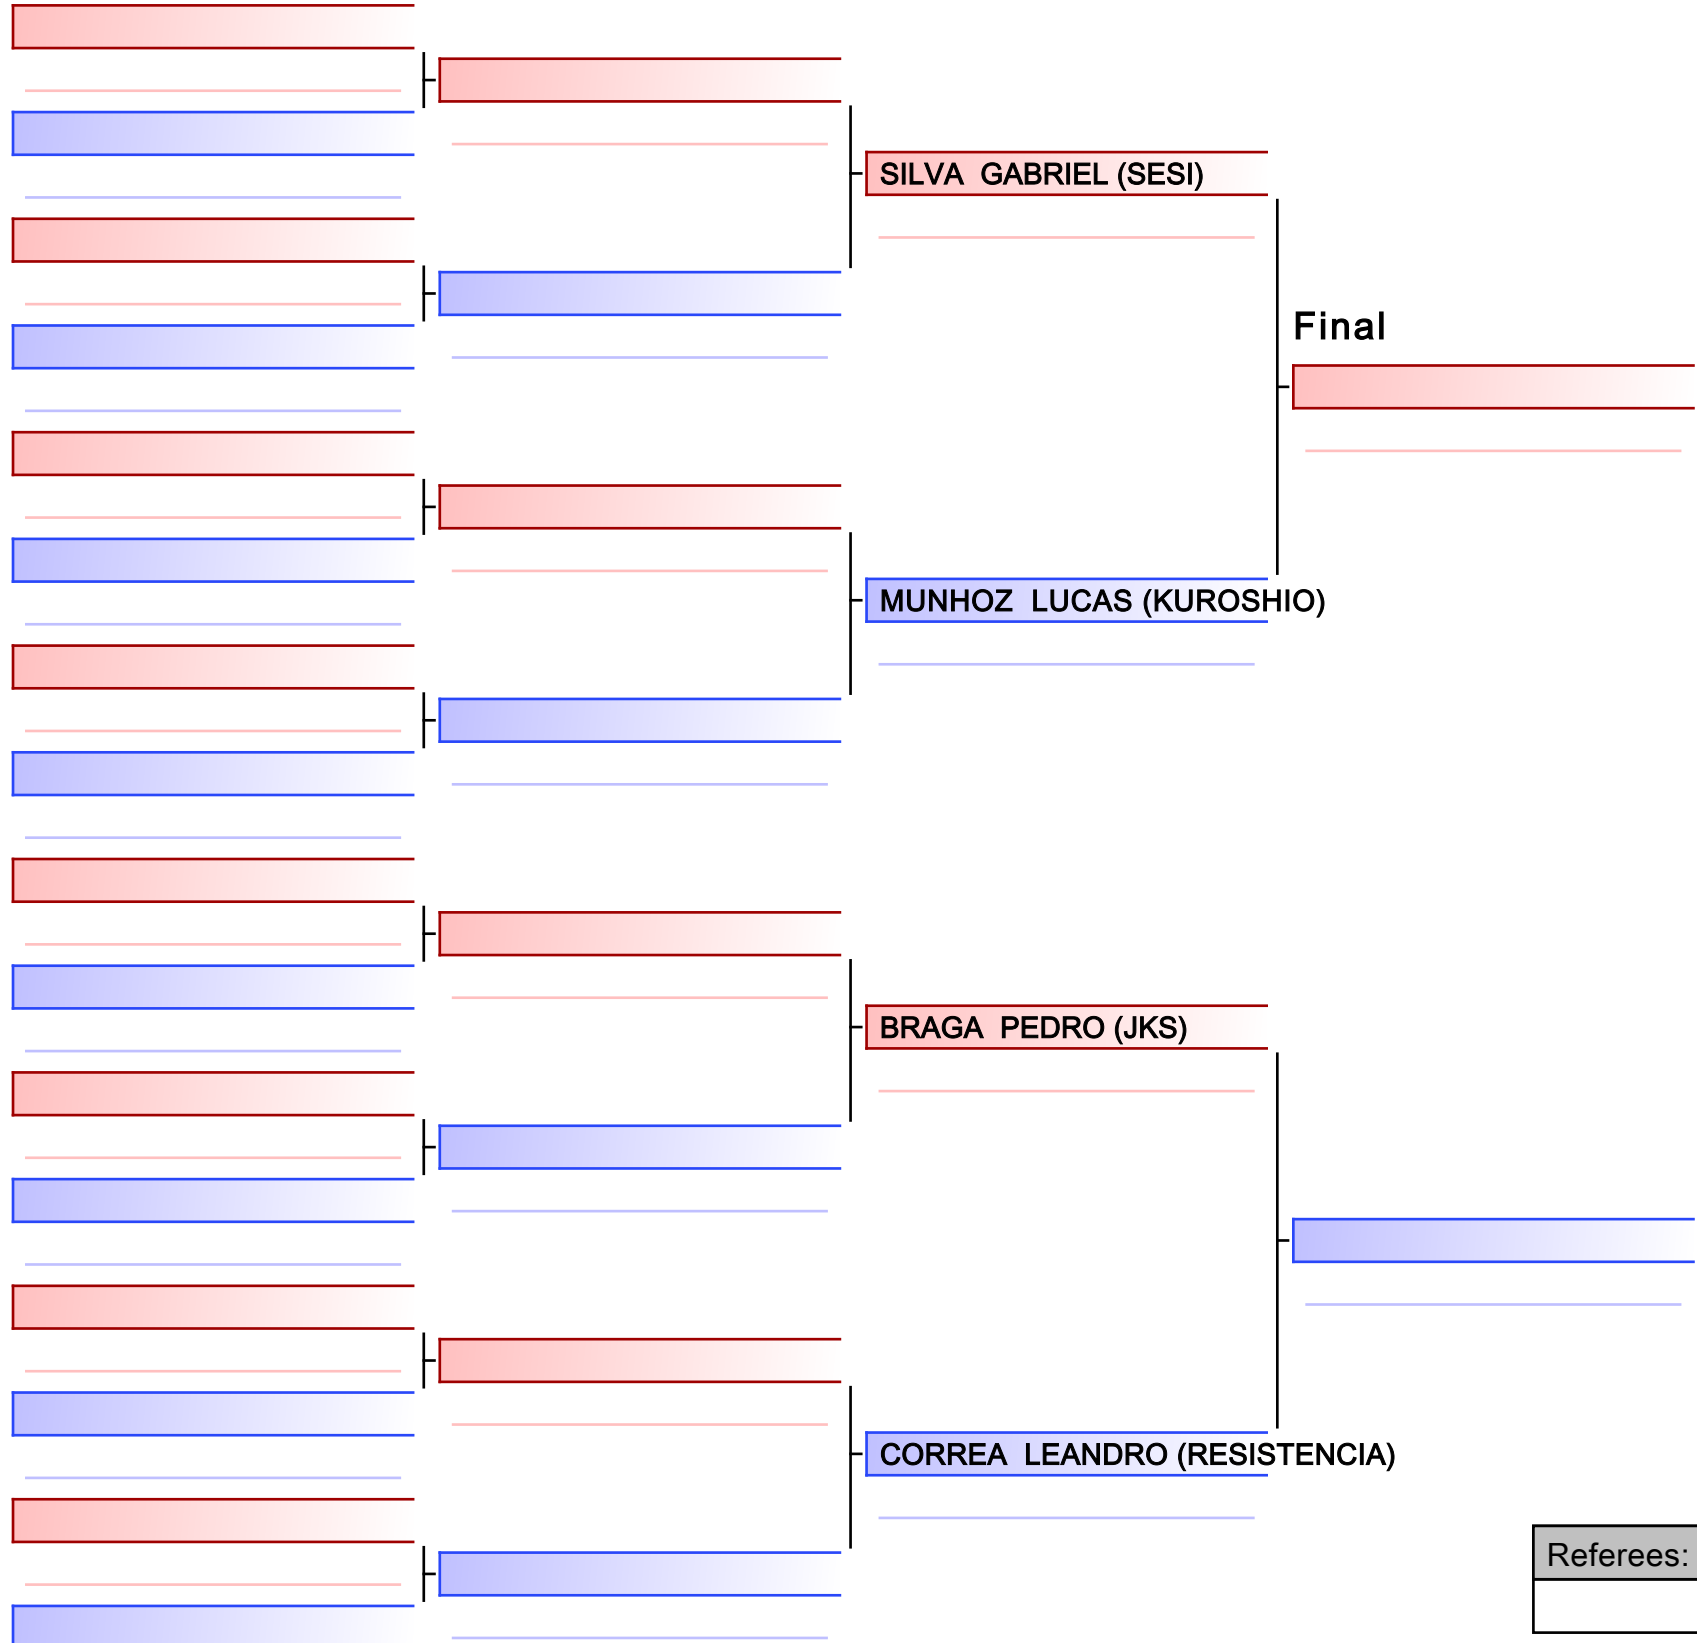 SILVA  GABRIEL (SESI)
Final
MUNHOZ  LUCAS (KUROSHIO)
BRAGA  PEDRO (JKS)
CORREA  LEANDRO (RESISTENCIA)
Referees: